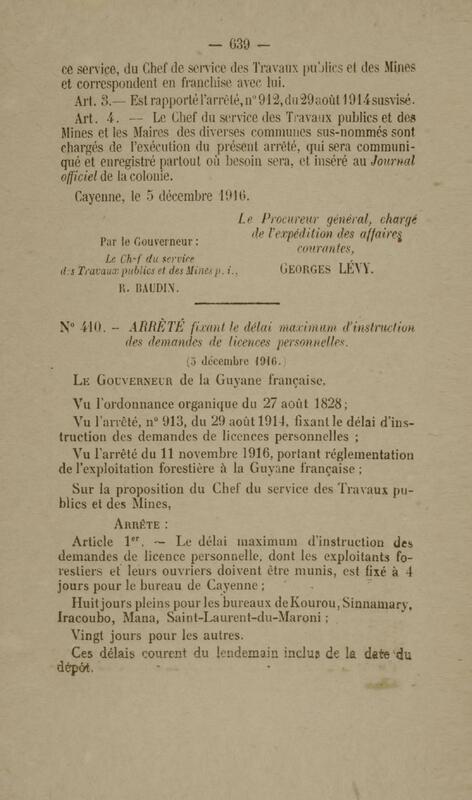 — 639 —
ce service, du Chef de service des Travaux publics et des Mines
et correspondent en franchise avec lui.
Art. 3.— Est rapporté l'arrêté, n° 912, du 29 août 1914 susvisé.
Art. 4. — Le Chef du service des Travaux publics et des
Mines et les Maires des diverses communes sus-nommés sont
chargés de l'exécution du présent arrêté, qui sera communi-
qué et enregistré partout où besoin sera, et inséré au Journal
officiel de la colonie.
Cayenne, le 5 décembre 1916.
Le Procureur général, chargé
de l'expédition des affaires
courantes,
GEORGES LÉVY.
Par le Gouverneur :
Le Chef du service
des Travaux publics et des Mines p. i.,
R. BAUDIN.
N° 410. — ARRÊTÉ fixant le délai maximum d'instruction
des demandes de licences personnelles.
(5 décembre 1916.)
LE GOUVERNEUR de la Guyane française,
Vu l'ordonnance organique du 27 août 1828 ;
Vu l'arrêté, n° 913, du 29 août 1914, fixant le délai d'ins-
truction des demandes de licences personnelles ;
Vu l'arrêté du 11 novembre 1916, portant réglementation
de l'exploitation forestière à la Guyane française ;
Sur la proposition du Chef du service des Travaux pu-
blics et des Mines,
ARRÊTE :
Article 1er. — Le délai maximum d'instruction des
demandes de licence personnelle, dont les exploitants fo-
restiers et leurs ouvriers doivent être munis, est fixé à 4
jours pour le bureau de Cayenne ;
Huit jours pleins pour les bureaux de Kourou, Sinnamary,
Iracoubo, Mana, Saint-Laurent-du-Maroni ;
Vingt jours pour les autres.
Ces délais courent du lendemain inclus de la date du
dépôt.